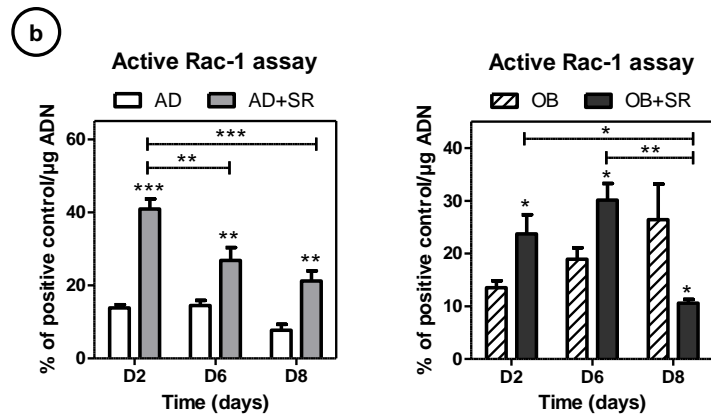 b
Active Rac-1 assay
AD AD+SR
% of positive control/µg ADN
60
40
20
0
***
**
***
**
**
D2 D6 D8
Time (days)
Active Rac-1 assay
OB OB+SR
% of positive control/µg ADN
40
30
20
10
0
*
**
*
*
*
D2 D6 D8
Time (days)